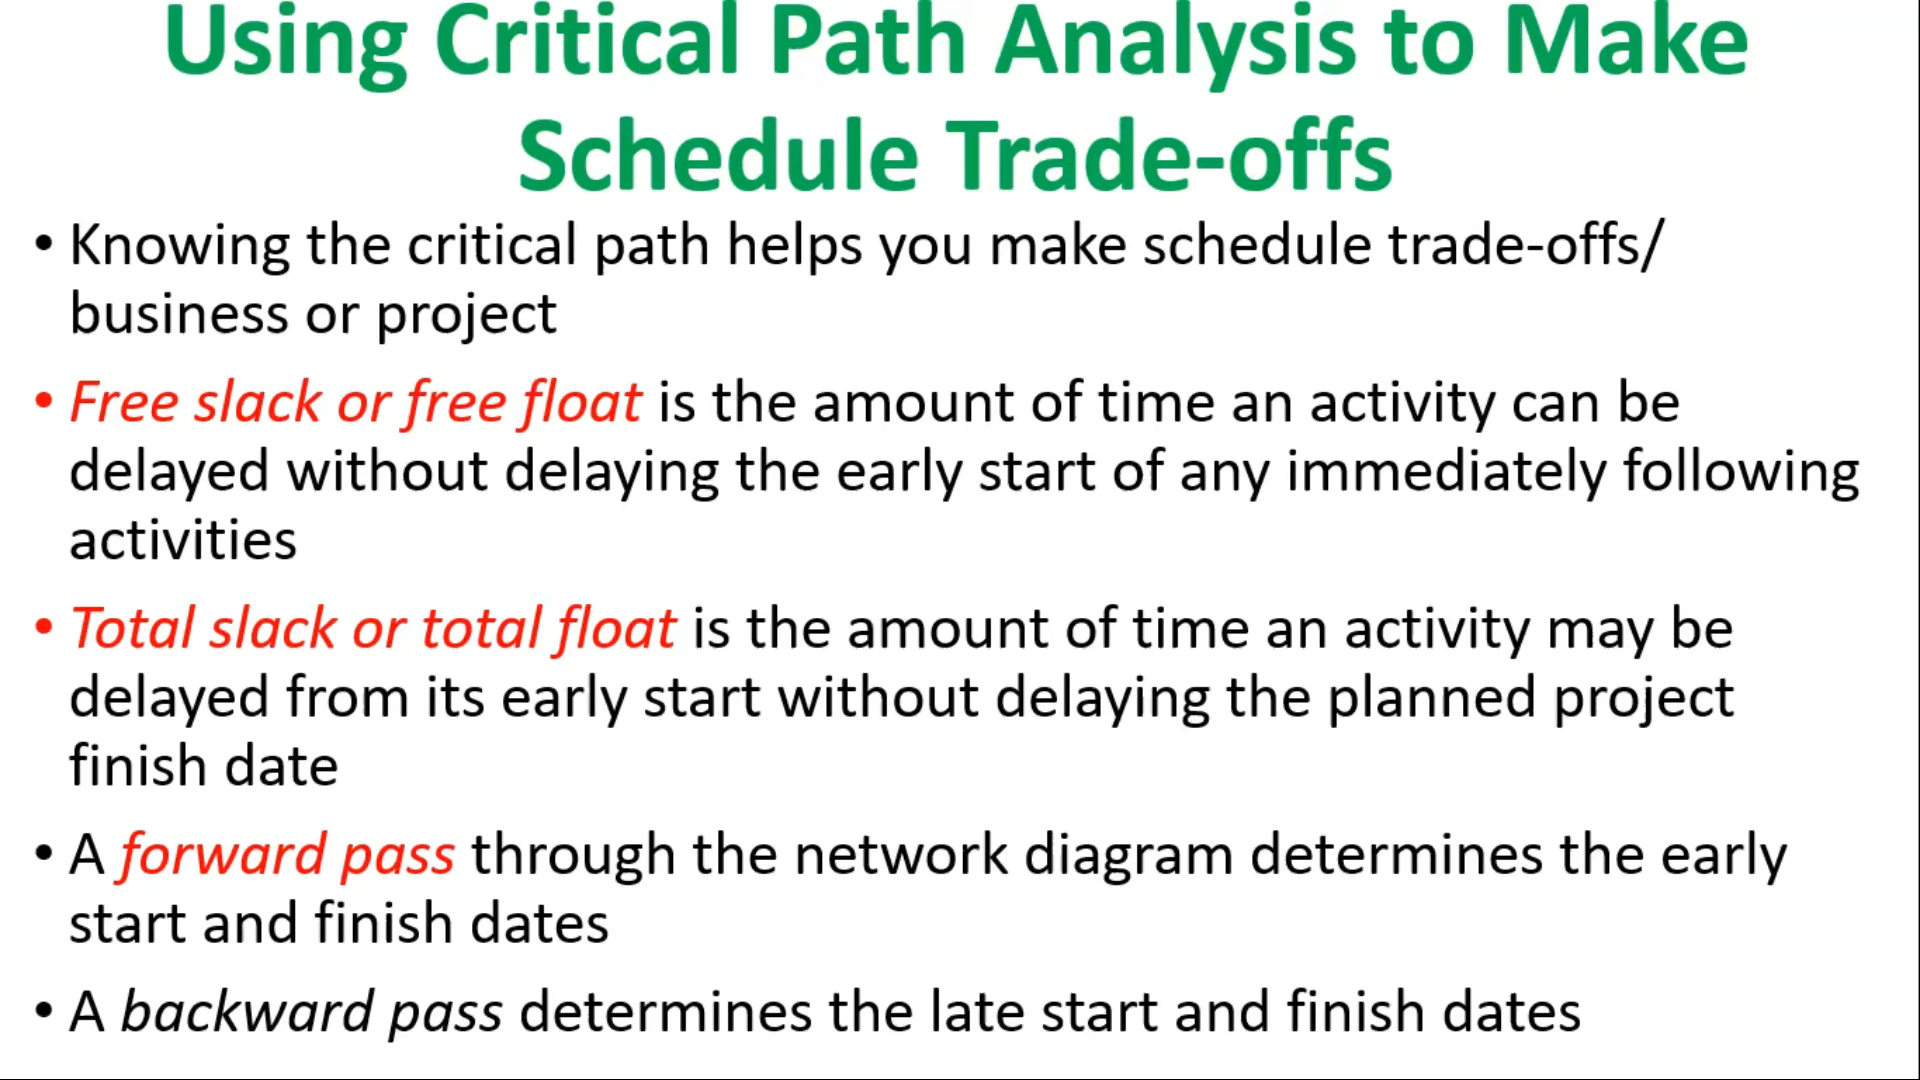 Using Critical Path Analysis to Make
Schedule Trade-offs
• Knowing the critical path helps you make schedule trade-offs/
business or project
• Free slack or free float is the amount of time an activity can be
delayed without delaying the early start of any immediately following
activities
• Total slack or total float is the amount of time an activity may be
delayed from its early start without delaying the planned project
finish date
• A forward pass through the network diagram determines the early
start and finish dates
• A backward pass determines the late start and finish dates